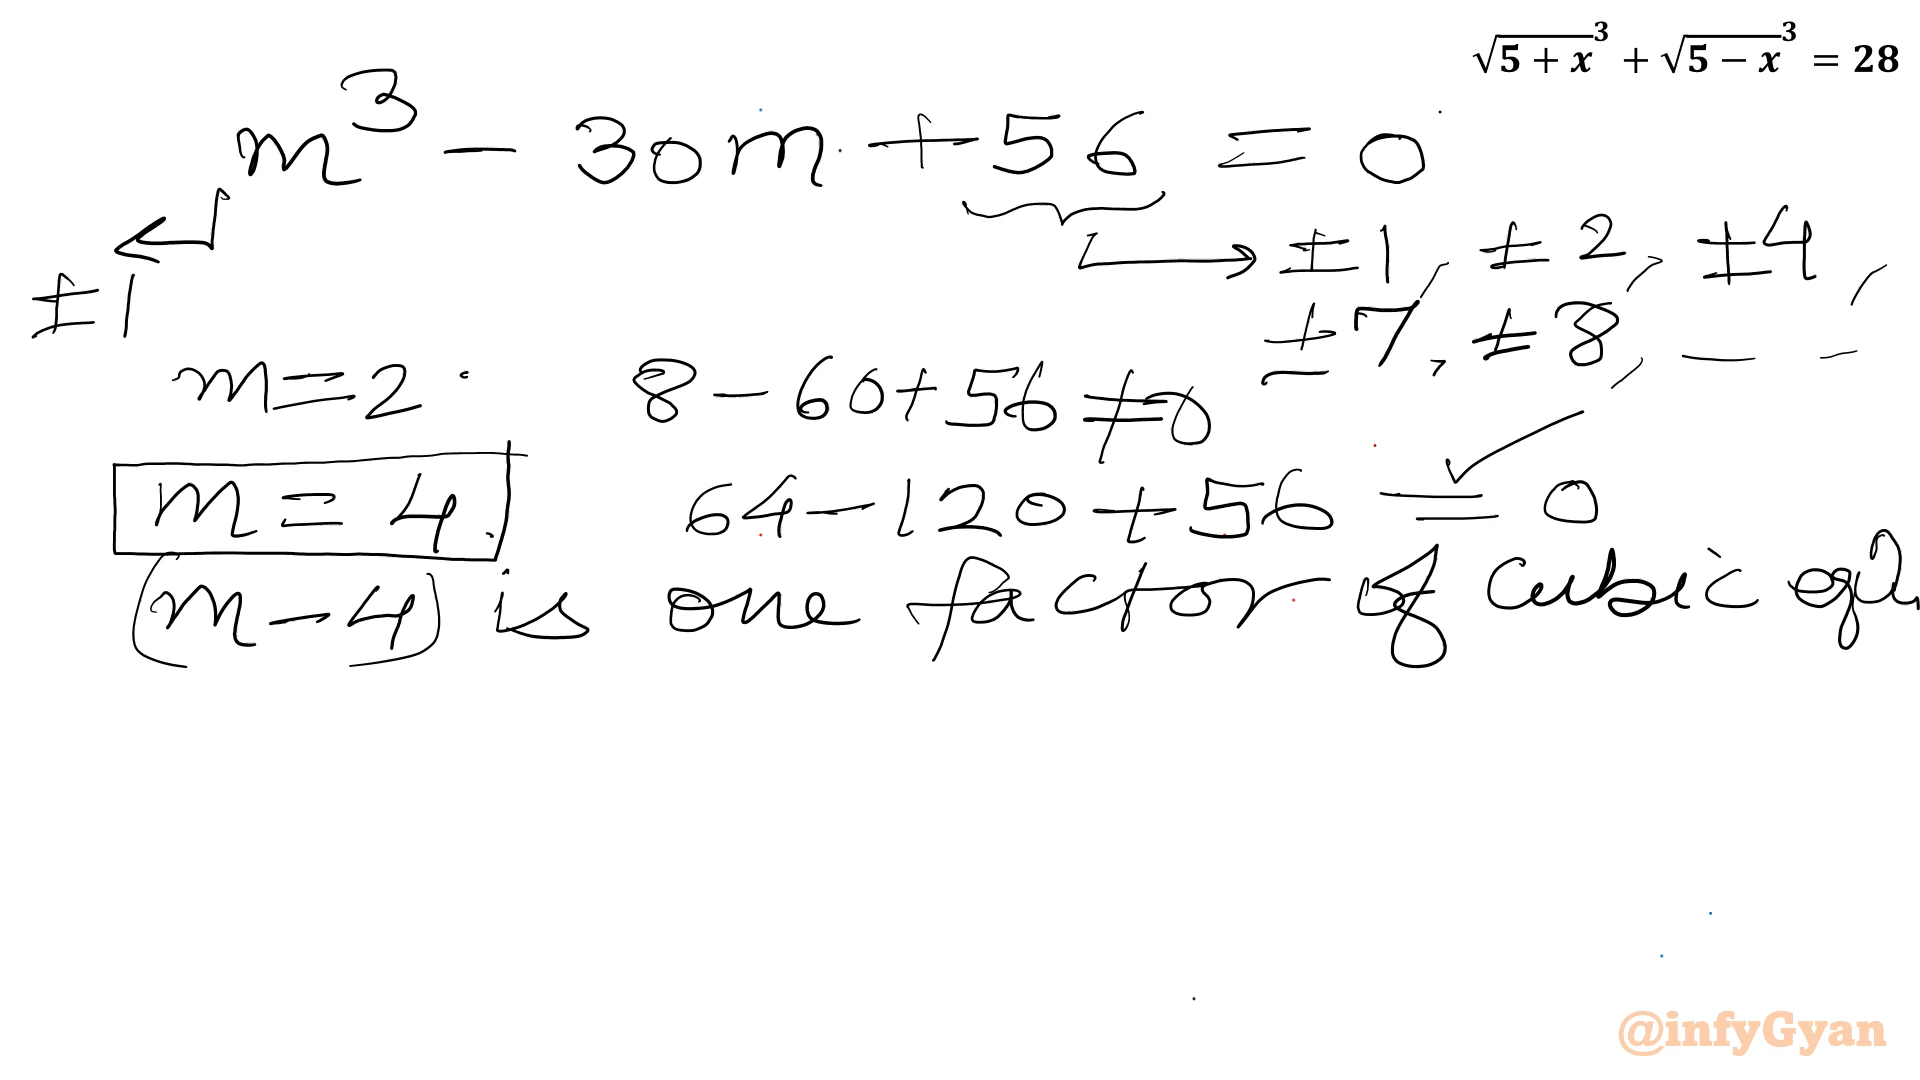 √5 + x³ + √5 − x³ = 28
m³ − 30m + 56 = 0
±1, ±2, ±4,
±1
±7, ±8, — —
m = 2. 8 − 60 + 56 ≠ 0
m = 4. 64 − 120 + 56 = 0 ✓
(m − 4) is one factor of cubic eqn
@infyGyan